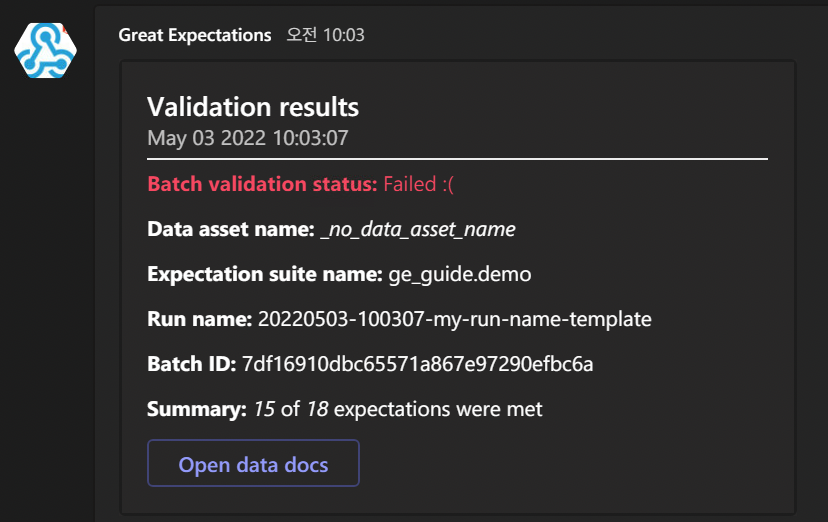 Great Expectations 오전 10:03
Validation results
May 03 2022 10:03:07
Batch validation status: Failed :(
Data asset name: _no_data_asset_name
Expectation suite name: ge_guide.demo
Run name: 20220503-100307-my-run-name-template
Batch ID: 7df16910dbc65571a867e97290efbc6a
Summary: 15 of 18 expectations were met
Open data docs